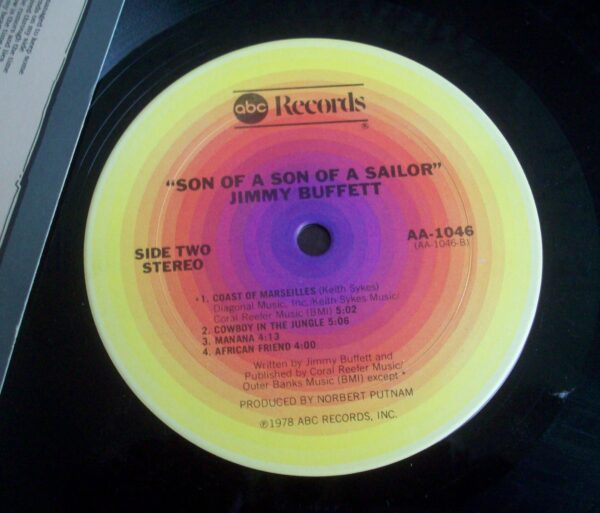 abc Records
®
"SON OF A SON OF A SAILOR"
JIMMY BUFFETT
SIDE TWO
STEREO
AA-1046
(AA-1046-B)
*1. COAST OF MARSEILLES (Keith Sykes)
Diagonal Music, Inc./Keith Sykes Music/
Coral Reefer Music (BMI) 5:02
2. COWBOY IN THE JUNGLE 5:06
3. MANANA 4:13
4. AFRICAN FRIEND 4:00
Written by Jimmy Buffett and
Published by Coral Reefer Music/
Outer Banks Music (BMI) except *
PRODUCED BY NORBERT PUTNAM
℗1978 ABC RECORDS, INC.